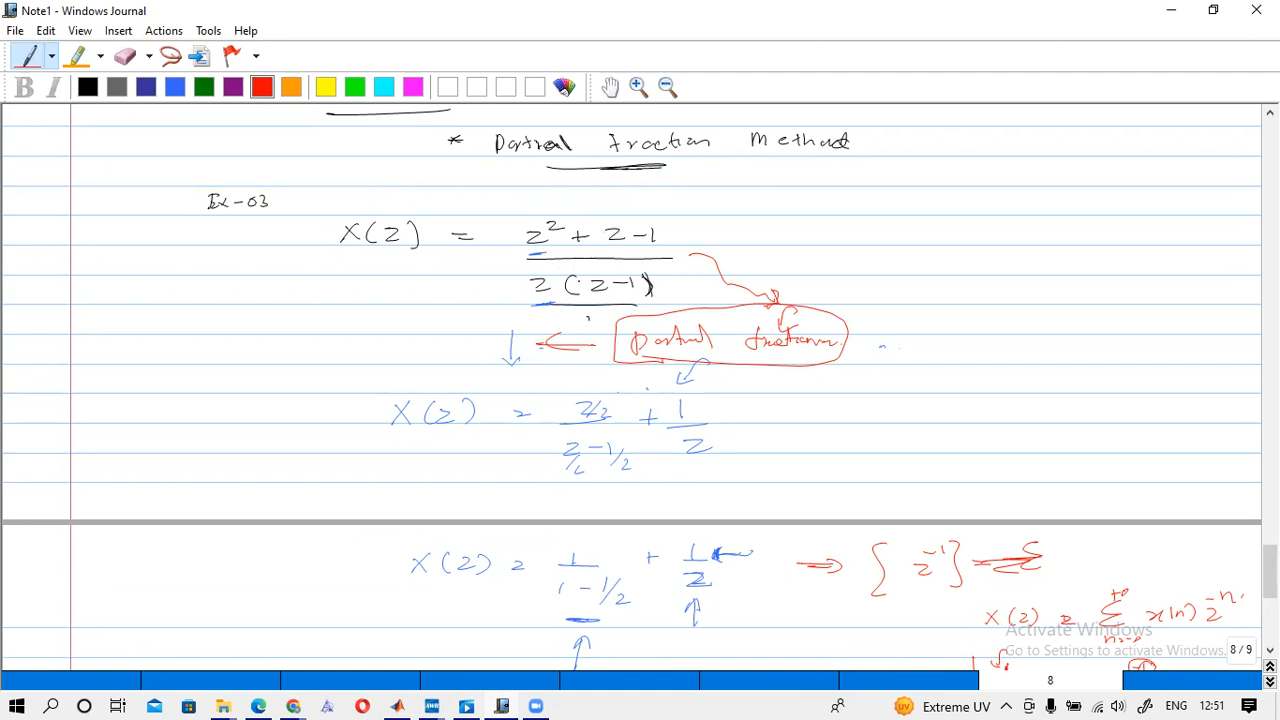 Note1 - Windows Journal
File Edit View Insert Actions Tools Help
B I
* Partial fraction Method
Ex-03
X(Z) = z² + z - 1
z(z-1)
Partial fraction
X(z) = z/z + 1
z - 1/2 z
/z
X(Z) = 1 + 1 → { z⁻¹ } =
1 - 1/z z
X(Z) = Σ x(n) z⁻ⁿ
Activate Windows
Go to Settings to activate Windows.
8/9
8
Extreme UV ENG 12:51